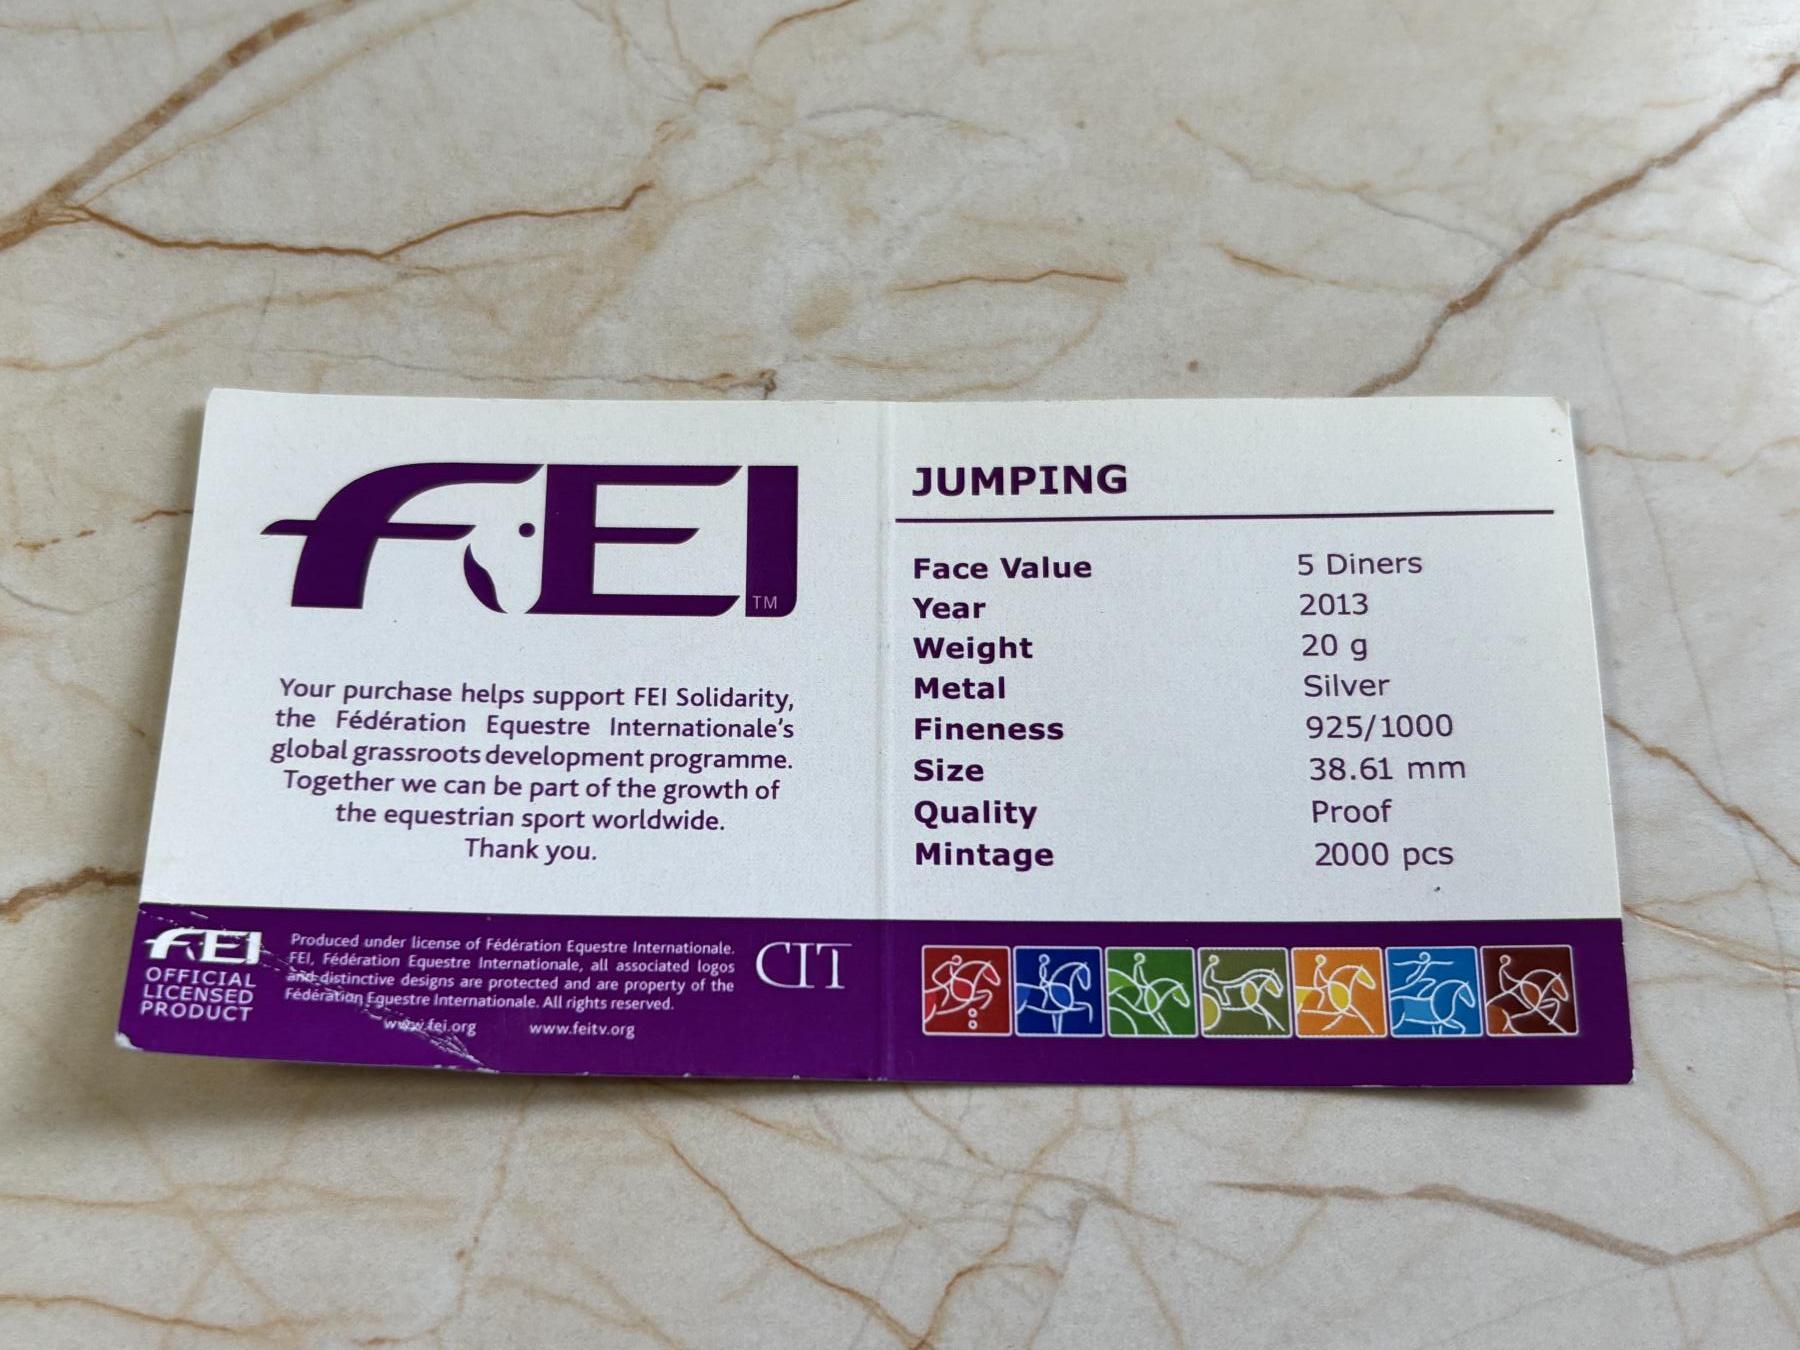 FEI TM
Your purchase helps support FEI Solidarity,
the Fédération Equestre Internationale's
global grassroots development programme.
Together we can be part of the growth of
the equestrian sport worldwide.
Thank you.
FEI
OFFICIAL
LICENSED
PRODUCT
Produced under license of Fédération Equestre Internationale.
FEI, Fédération Equestre Internationale, all associated logos
and distinctive designs are protected and are property of the
Fédération Equestre Internationale. All rights reserved.
www.fei.org www.feitv.org
CIT
JUMPING
Face Value 5 Diners
Year 2013
Weight 20 g
Metal Silver
Fineness 925/1000
Size 38.61 mm
Quality Proof
Mintage 2000 pcs